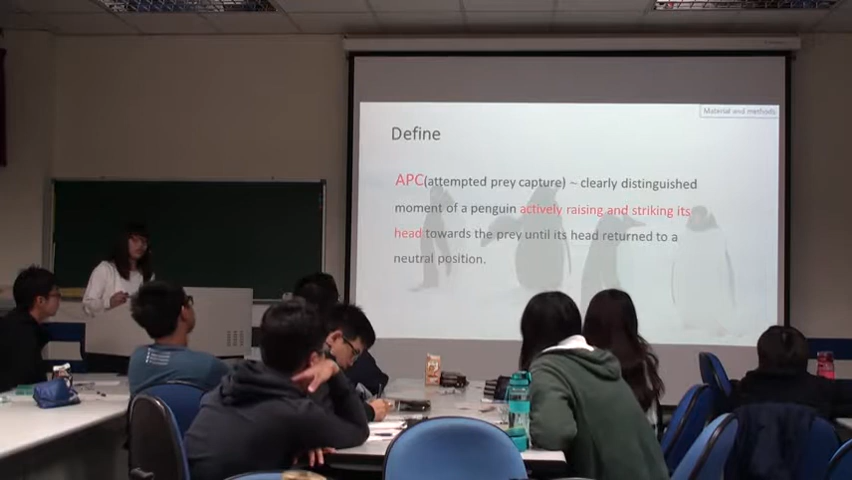 Material and methods
Define
APC(attempted prey capture) ~ clearly distinguished
moment of a penguin actively raising and striking its
head towards the prey until its head returned to a
neutral position.